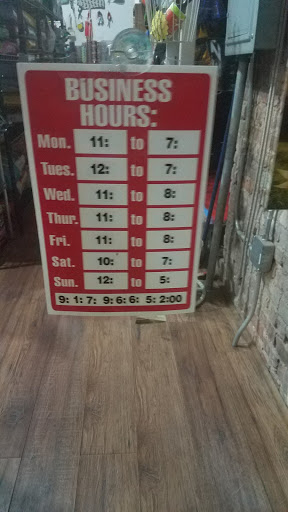 BUSINESS
HOURS:
Mon. 11: to 7:
Tues. 12: to 7:
Wed. 11: to 8:
Thur. 11: to 8:
Fri. 11: to 8:
Sat. 10: to 7:
Sun. 12: to 5:
9: 1: 7: 9: 6: 6: 5: 2:00